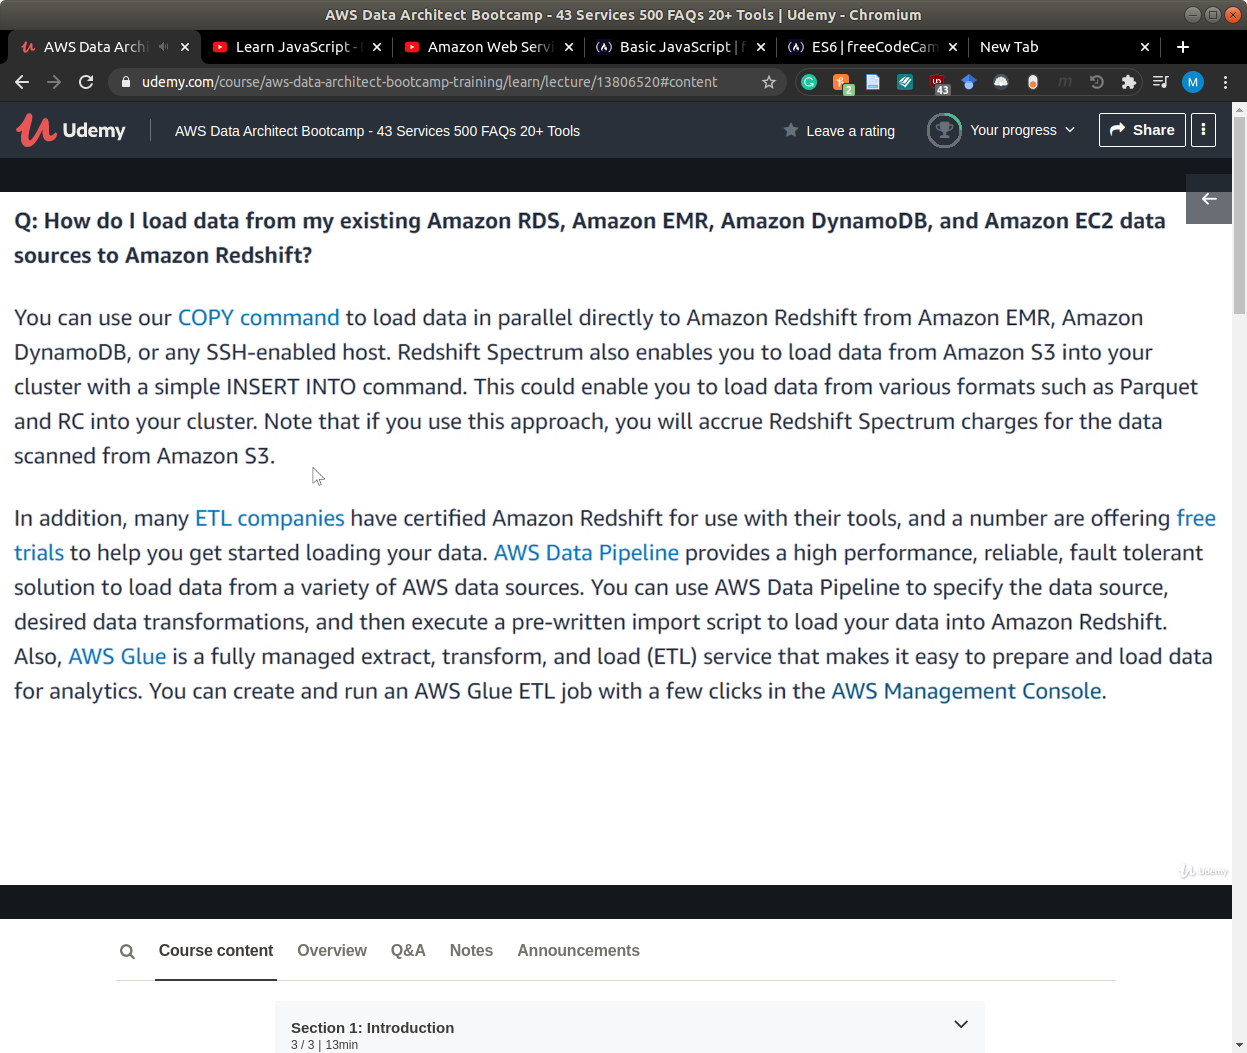 AWS Data Architect Bootcamp - 43 Services 500 FAQs 20+ Tools | Udemy - Chromium
AWS Data Archi
Learn JavaScript -
Amazon Web Servi
Basic JavaScript | f
ES6 | freeCodeCam
New Tab
udemy.com/course/aws-data-architect-bootcamp-training/learn/lecture/13806520#content
2
43
M
Udemy
AWS Data Architect Bootcamp - 43 Services 500 FAQs 20+ Tools
Leave a rating
Your progress
Share
Q: How do I load data from my existing Amazon RDS, Amazon EMR, Amazon DynamoDB, and Amazon EC2 data
sources to Amazon Redshift?
You can use our COPY command to load data in parallel directly to Amazon Redshift from Amazon EMR, Amazon
DynamoDB, or any SSH-enabled host. Redshift Spectrum also enables you to load data from Amazon S3 into your
cluster with a simple INSERT INTO command. This could enable you to load data from various formats such as Parquet
and RC into your cluster. Note that if you use this approach, you will accrue Redshift Spectrum charges for the data
scanned from Amazon S3.
In addition, many ETL companies have certified Amazon Redshift for use with their tools, and a number are offering free
trials to help you get started loading your data. AWS Data Pipeline provides a high performance, reliable, fault tolerant
solution to load data from a variety of AWS data sources. You can use AWS Data Pipeline to specify the data source,
desired data transformations, and then execute a pre-written import script to load your data into Amazon Redshift.
Also, AWS Glue is a fully managed extract, transform, and load (ETL) service that makes it easy to prepare and load data
for analytics. You can create and run an AWS Glue ETL job with a few clicks in the AWS Management Console.
Udemy
Course content
Overview
Q&A
Notes
Announcements
Section 1: Introduction
3 / 3 | 13min